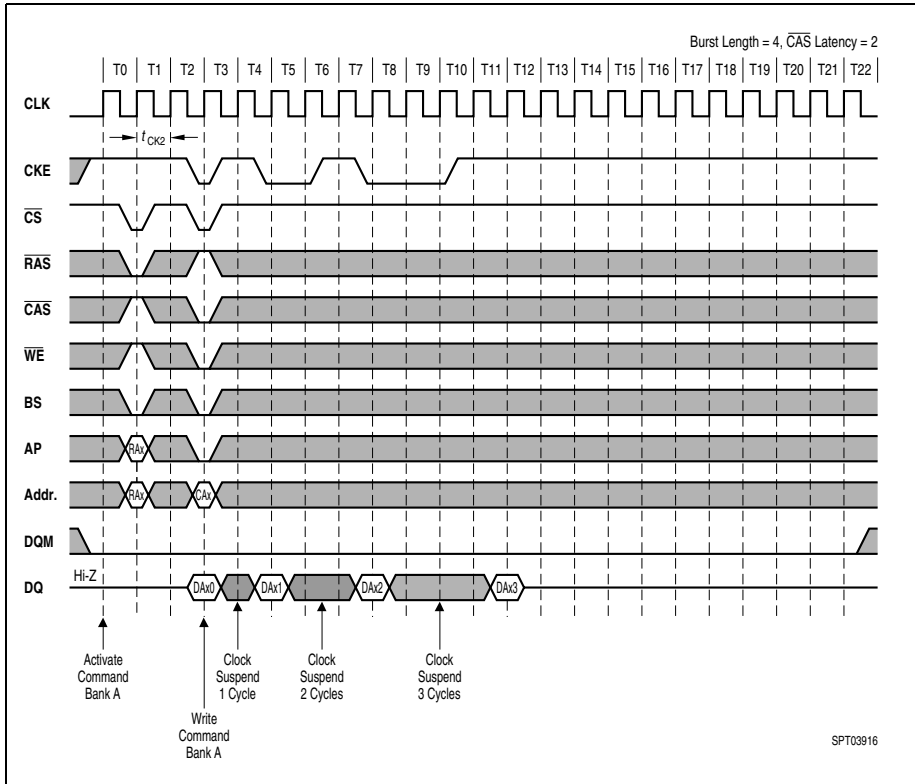 Burst Length = 4, CAS Latency = 2
T0 T1 T2 T3 T4 T5 T6 T7 T8 T9 T10 T11 T12 T13 T14 T15 T16 T17 T18 T19 T20 T21 T22
CLK
t CK2
CKE
CS
RAS
CAS
WE
BS
AP RAx
Addr. RAx CAx
DQM
DQ Hi-Z DAx0 DAx1 DAx2 DAx3
Activate
Command
Bank A
Write
Command
Bank A
Clock
Suspend
1 Cycle
Clock
Suspend
2 Cycles
Clock
Suspend
3 Cycles
SPT03916